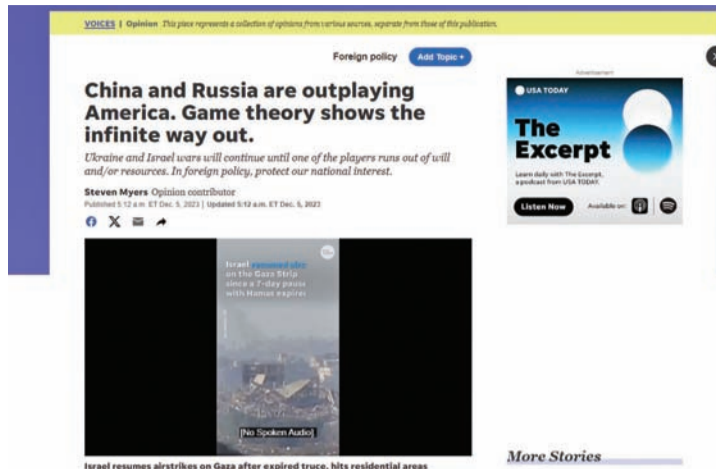 VOICES | Opinion This piece represents a collection of opinions from various sources, separate from those of this publication.
Foreign policy Add Topic +
China and Russia are outplaying
America. Game theory shows the
infinite way out.
Ukraine and Israel wars will continue until one of the players runs out of will
and/or resources. In foreign policy, protect our national interest.
Steven Myers Opinion contributor
Published 5:12 a.m. ET Dec. 5, 2023 | Updated 5:12 a.m. ET Dec. 5, 2023
Israel
on the Gaza Strip
since a 7-day pause
with Hamas expired
[No Spoken Audio]
Israel resumes airstrikes on Gaza after expired truce, hits residential areas
Advertisement
USA TODAY
The
Excerpt
Learn daily with The Excerpt,
a podcast from USA TODAY.
Listen Now Available on:
More Stories